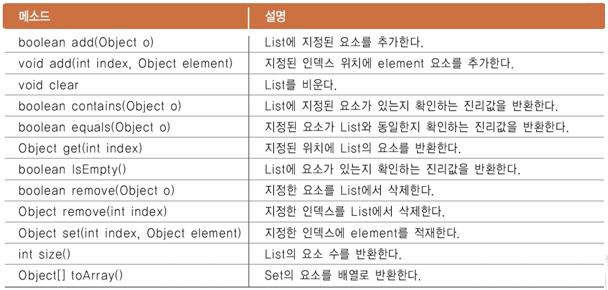 메소드 설명
boolean add(Object o) List에 지정된 요소를 추가한다.
void add(int index, Object element) 지정된 인덱스 위치에 element 요소를 추가한다.
void clear List를 비운다.
boolean contains(Object o) List에 지정된 요소가 있는지 확인하는 진리값을 반환한다.
boolean equals(Object o) 지정된 요소가 List와 동일한지 확인하는 진리값을 반환한다.
Object get(int index) 지정된 위치에 List의 요소를 반환한다.
boolean IsEmpty() List에 요소가 있는지 확인하는 진리값을 반환한다.
boolean remove(Object o) 지정한 요소를 List에서 삭제한다.
Object remove(int index) 지정한 인덱스를 List에서 삭제한다.
Object set(int index, Object element) 지정한 인덱스에 element를 적재한다.
int size() List의 요소 수를 반환한다.
Object[] toArray() Set의 요소를 배열로 반환한다.